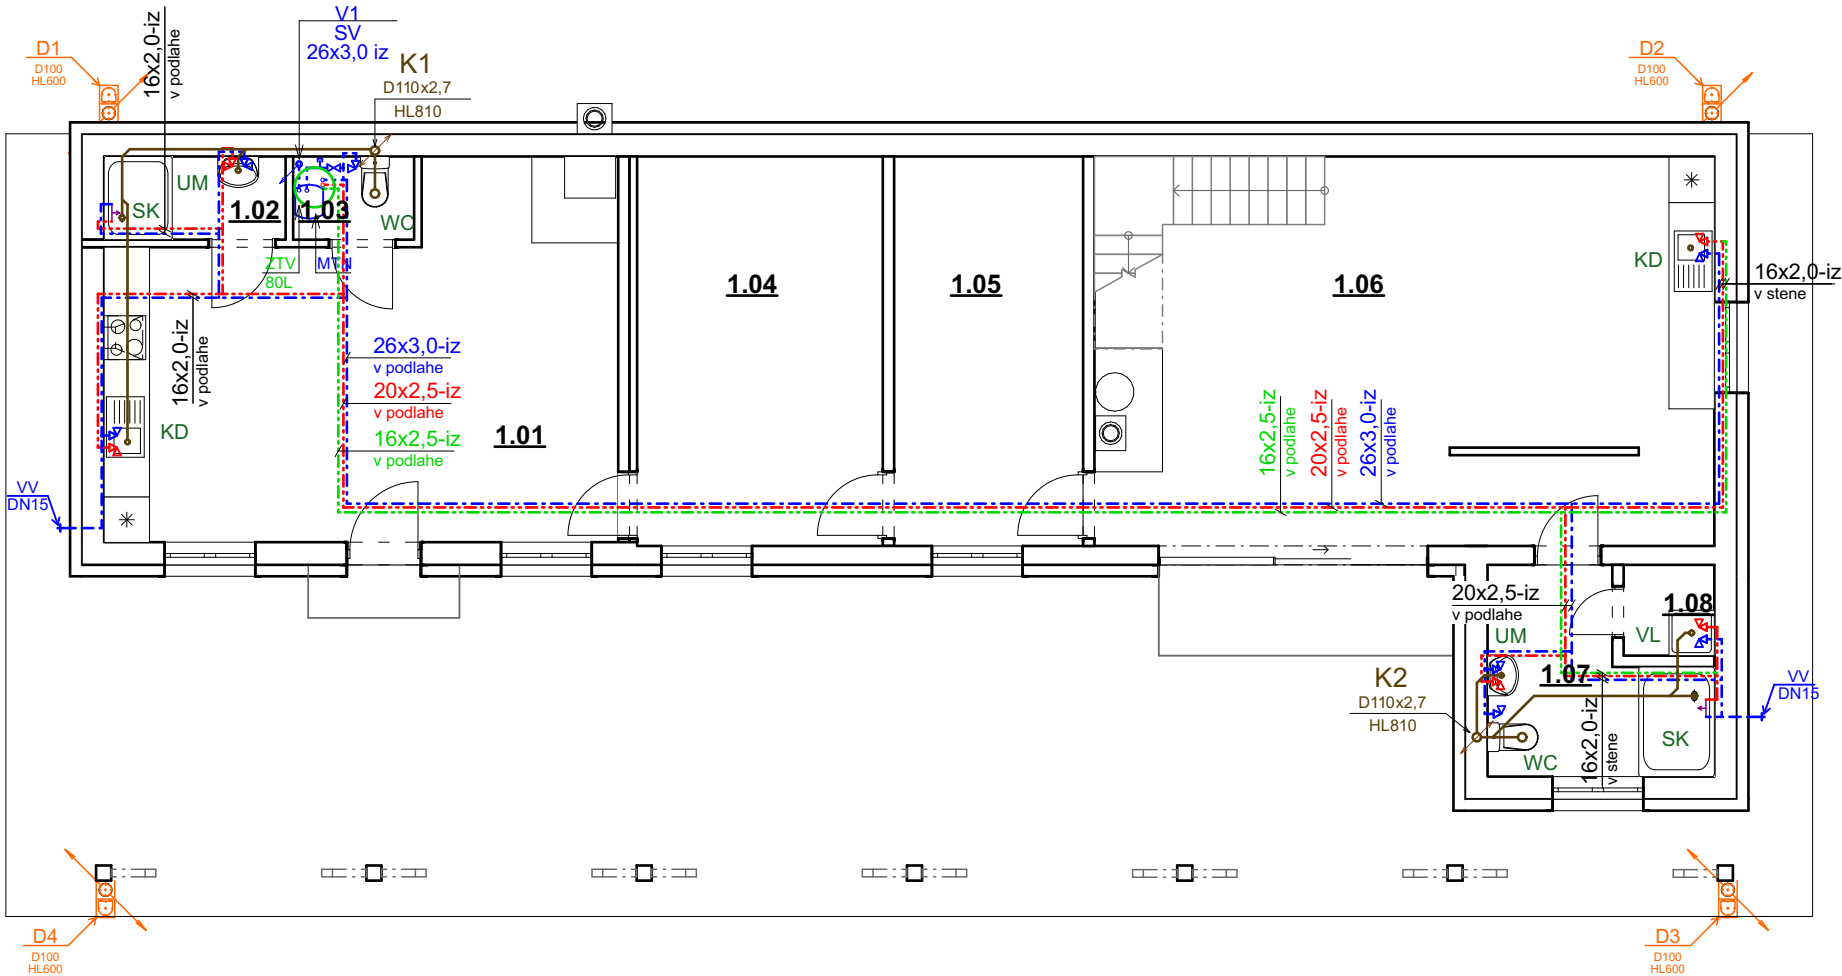 V1
SV
26x3,0 iz
K1
D110x2,7
HL810
D1
D100
HL600
16x2,0-iz
v podlahe
D2
D100
HL600
UM
SK
1.02
1.03
WC
ZTV
80L
1.04
1.05
1.06
KD
16x2,0-iz
v stene
16x2,0-iz
v podlahe
26x3,0-iz
v podlahe
20x2,5-iz
v podlahe
16x2,5-iz
v podlahe
KD
1.01
16x2,5-iz
v podlahe
20x2,5-iz
v podlahe
26x3,0-iz
v podlahe
VV
DN15
20x2,5-iz
v podlahe
1.08
UM
VL
1.07
K2
D110x2,7
HL810
VV
DN15
16x2,0-iz
v stene
WC
SK
D4
D100
HL600
D3
D100
HL600